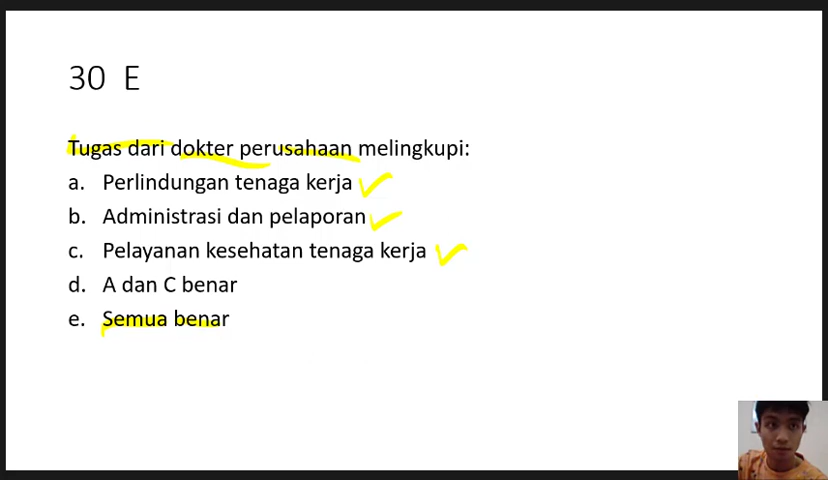 30 E
Tugas dari dokter perusahaan melingkupi:
a. Perlindungan tenaga kerja
b. Administrasi dan pelaporan
c. Pelayanan kesehatan tenaga kerja
d. A dan C benar
e. Semua benar